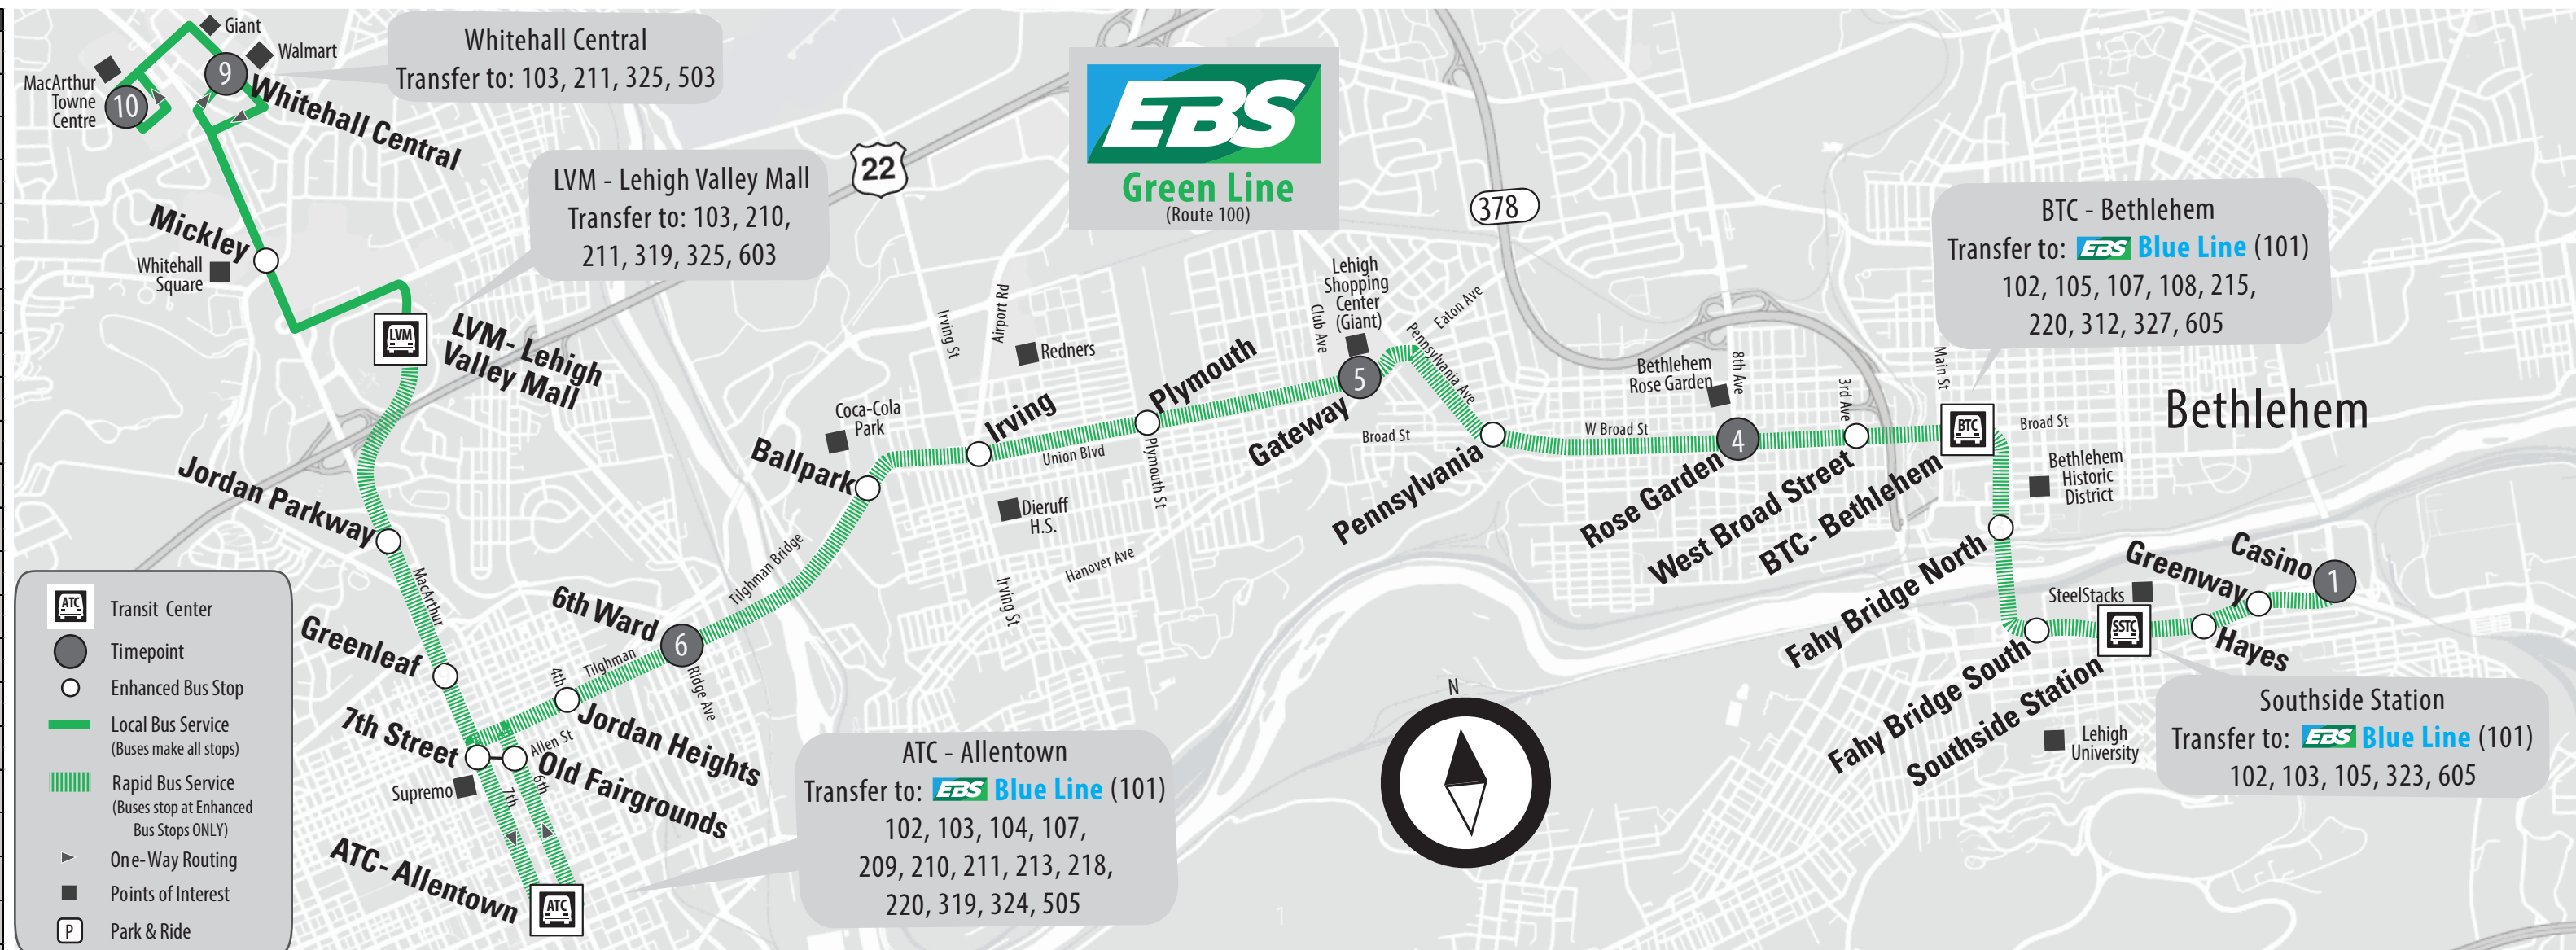 Giant
Walmart
MacArthur
Towne
Centre
9
10
Whitehall Central
Whitehall Central
Transfer to: 103, 211, 325, 503
LVM - Lehigh Valley Mall
Transfer to: 103, 210,
211, 319, 325, 603
22
EBS
Green Line
(Route 100)
378
BTC - Bethlehem
Transfer to: EBS Blue Line (101)
102, 105, 107, 108, 215,
220, 312, 327, 605
Mickley
Whitehall
Square
LVM
LVM- Lehigh
Valley Mall
Irving St
Airport Rd
Redners
Coca-Cola
Park
Ballpark
Irving
Union Blvd
Plymouth
Plymouth St
Dieruff
H.S.
Hanover Ave
Irving St
Lehigh
Shopping
Center
(Giant)
Club Ave
Eaton Ave
Pennsylvania Ave
5
Gateway
Broad St
Pennsylvania
W Broad St
Bethlehem
Rose Garden
8th Ave
4
Rose Garden
3rd Ave
West Broad Street
Main St
BTC
BTC- Bethlehem
Broad St
Bethlehem
Bethlehem
Historic
District
Fahy Bridge North
Fahy Bridge South
SteelStacks
SSTC
Southside Station
Greenway
Casino
1
Hayes
Lehigh
University
Southside Station
Transfer to: EBS Blue Line (101)
102, 103, 105, 323, 605
Jordan Parkway
MacArthur
Greenleaf
6th Ward
6
Tilghman Bridge
Tilghman
Ridge Ave
4th
Jordan Heights
7th Street
Allen St
Old Fairgrounds
Supremo
7th
6th
ATC- Allentown
ATC
ATC - Allentown
Transfer to: EBS Blue Line (101)
102, 103, 104, 107,
209, 210, 211, 213, 218,
220, 319, 324, 505
N
ATC
Transit Center
Timepoint
Enhanced Bus Stop
Local Bus Service
(Buses make all stops)
Rapid Bus Service
(Buses stop at Enhanced
Bus Stops ONLY)
One-Way Routing
Points of Interest
P
Park & Ride
1